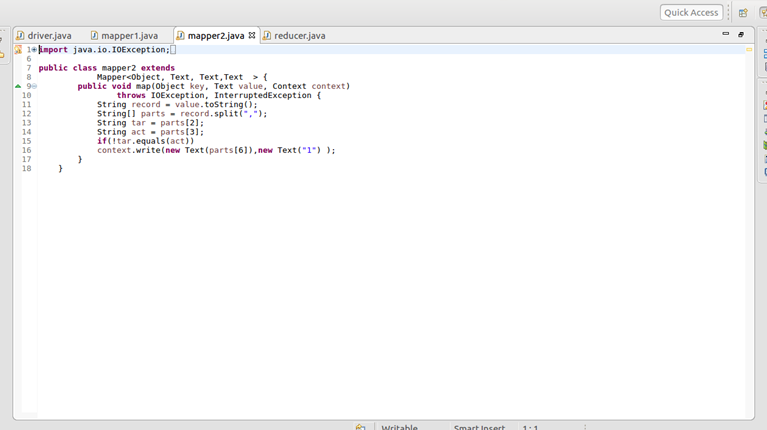 Quick Access
driver.java mapper1.java mapper2.java reducer.java
1 import java.io.IOException;
6
7 public class mapper2 extends
8 Mapper<Object, Text, Text,Text > {
9 public void map(Object key, Text value, Context context)
10 throws IOException, InterruptedException {
11 String record = value.toString();
12 String[] parts = record.split(",");
13 String tar = parts[2];
14 String act = parts[3];
15 if(!tar.equals(act))
16 context.write(new Text(parts[6]),new Text("1") );
17 }
18 }
Writable Smart Insert 1 : 1